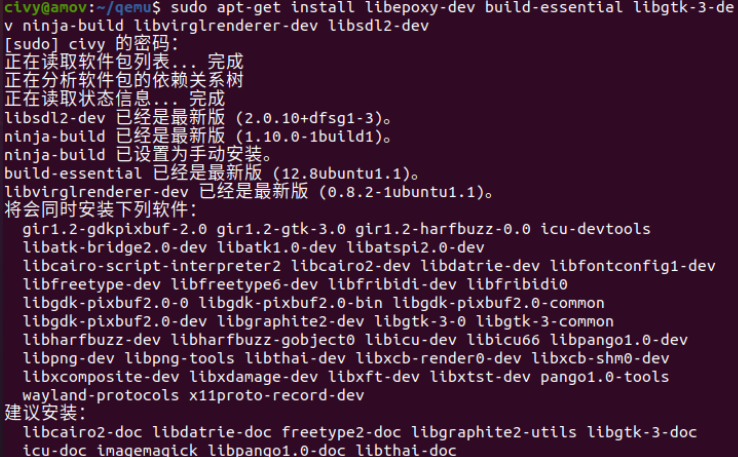 civy@amov:~/qemu$ sudo apt-get install libepoxy-dev build-essential libgtk-3-de
v ninja-build libvirglrenderer-dev libsdl2-dev
[sudo] civy 的密码：
正在读取软件包列表... 完成
正在分析软件包的依赖关系树
正在读取状态信息... 完成
libsdl2-dev 已经是最新版 (2.0.10+dfsg1-3)。
ninja-build 已经是最新版 (1.10.0-1build1)。
ninja-build 已设置为手动安装。
build-essential 已经是最新版 (12.8ubuntu1.1)。
libvirglrenderer-dev 已经是最新版 (0.8.2-1ubuntu1.1)。
将会同时安装下列软件：
gir1.2-gdkpixbuf-2.0 gir1.2-gtk-3.0 gir1.2-harfbuzz-0.0 icu-devtools
libatk-bridge2.0-dev libatk1.0-dev libatspi2.0-dev
libcairo-script-interpreter2 libcairo2-dev libdatrie-dev libfontconfig1-dev
libfreetype-dev libfreetype6-dev libfribidi-dev libfribidi0
libgdk-pixbuf2.0-0 libgdk-pixbuf2.0-bin libgdk-pixbuf2.0-common
libgdk-pixbuf2.0-dev libgraphite2-dev libgtk-3-0 libgtk-3-common
libharfbuzz-dev libharfbuzz-gobject0 libicu-dev libicu66 libpango1.0-dev
libpng-dev libpng-tools libthai-dev libxcb-render0-dev libxcb-shm0-dev
libxcomposite-dev libxdamage-dev libxft-dev libxtst-dev pango1.0-tools
wayland-protocols x11proto-record-dev
建议安装：
libcairo2-doc libdatrie-doc freetype2-doc libgraphite2-utils libgtk-3-doc
icu-doc imagemagick libpango1.0-doc libthai-doc